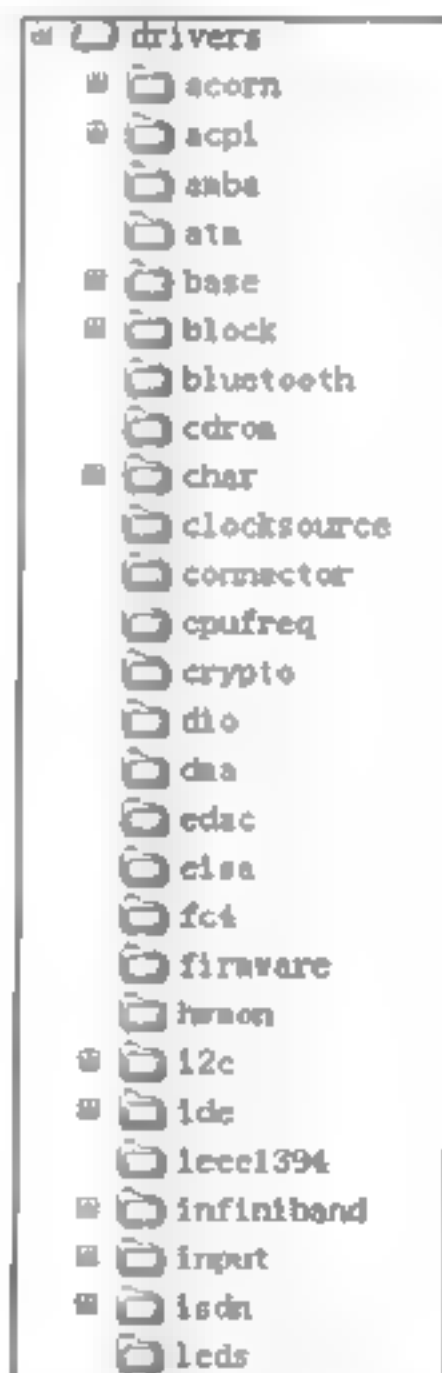 drivers
acorn
acpi
amba
atm
base
block
bluetooth
cdrom
char
clocksource
connector
cpufreq
crypto
dio
dma
edac
eisa
fc4
firmware
hwmon
i2c
ide
ieee1394
infiniband
input
isdn
leds